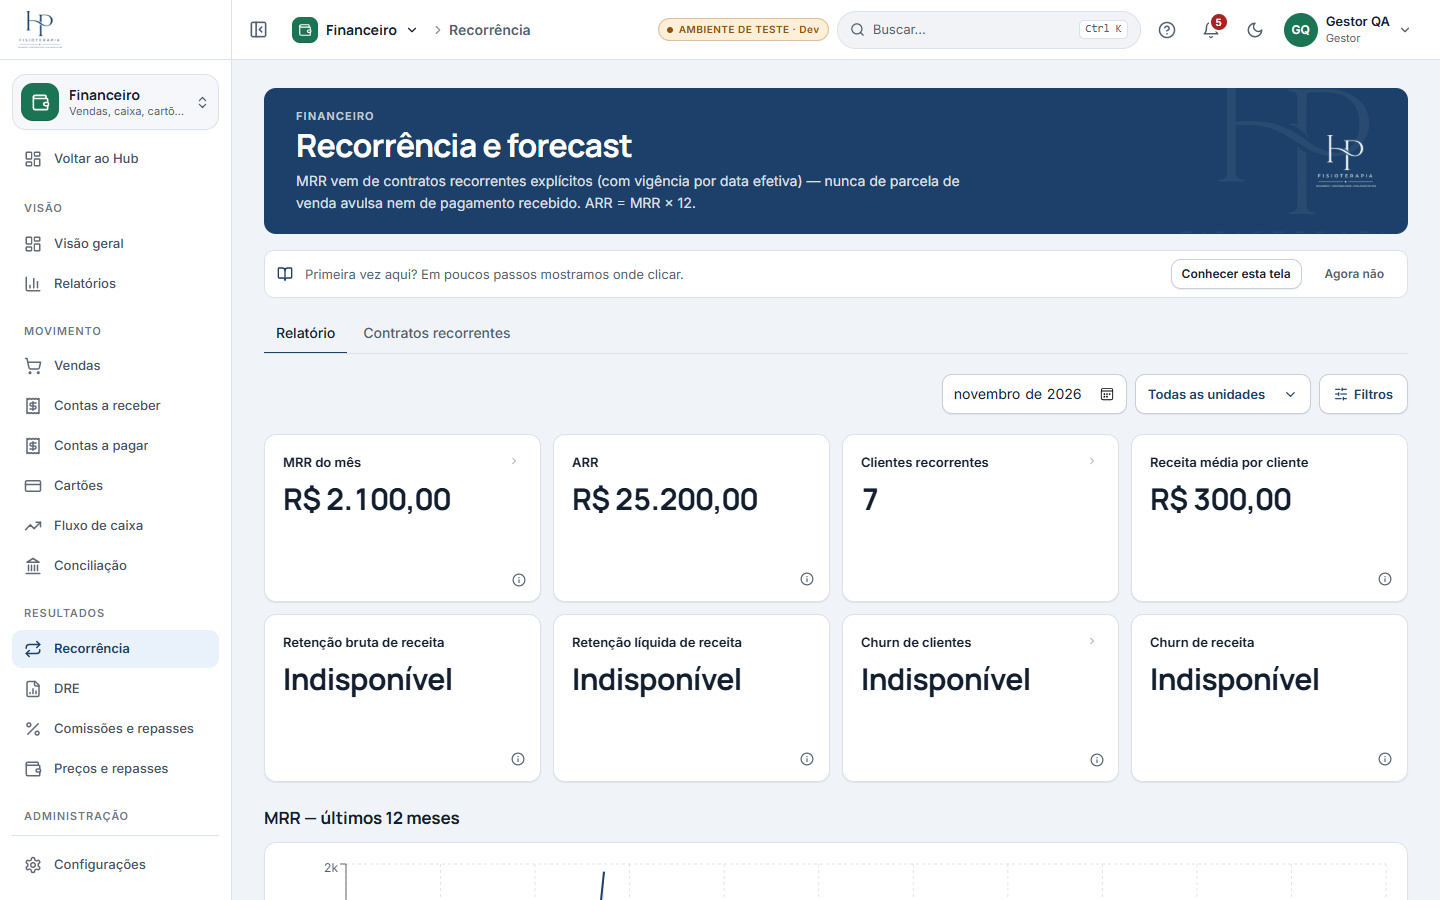 HP
FISIOTERAPIA
Financeiro
Recorrência
AMBIENTE DE TESTE · Dev
Buscar...
Ctrl K
5
GQ
Gestor QA
Gestor
Financeiro
Vendas, caixa, cartõ...
Voltar ao Hub
VISÃO
Visão geral
Relatórios
MOVIMENTO
Vendas
Contas a receber
Contas a pagar
Cartões
Fluxo de caixa
Conciliação
RESULTADOS
Recorrência
DRE
Comissões e repasses
Preços e repasses
ADMINISTRAÇÃO
Configurações
FINANCEIRO
Recorrência e forecast
MRR vem de contratos recorrentes explícitos (com vigência por data efetiva) — nunca de parcela de
venda avulsa nem de pagamento recebido. ARR = MRR × 12.
HP
FISIOTERAPIA
Primeira vez aqui? Em poucos passos mostramos onde clicar.
Conhecer esta tela
Agora não
Relatório
Contratos recorrentes
novembro de 2026
Todas as unidades
Filtros
MRR do mês
R$ 2.100,00
ARR
R$ 25.200,00
Clientes recorrentes
7
Receita média por cliente
R$ 300,00
Retenção bruta de receita
Indisponível
Retenção líquida de receita
Indisponível
Churn de clientes
Indisponível
Churn de receita
Indisponível
MRR — últimos 12 meses
2k